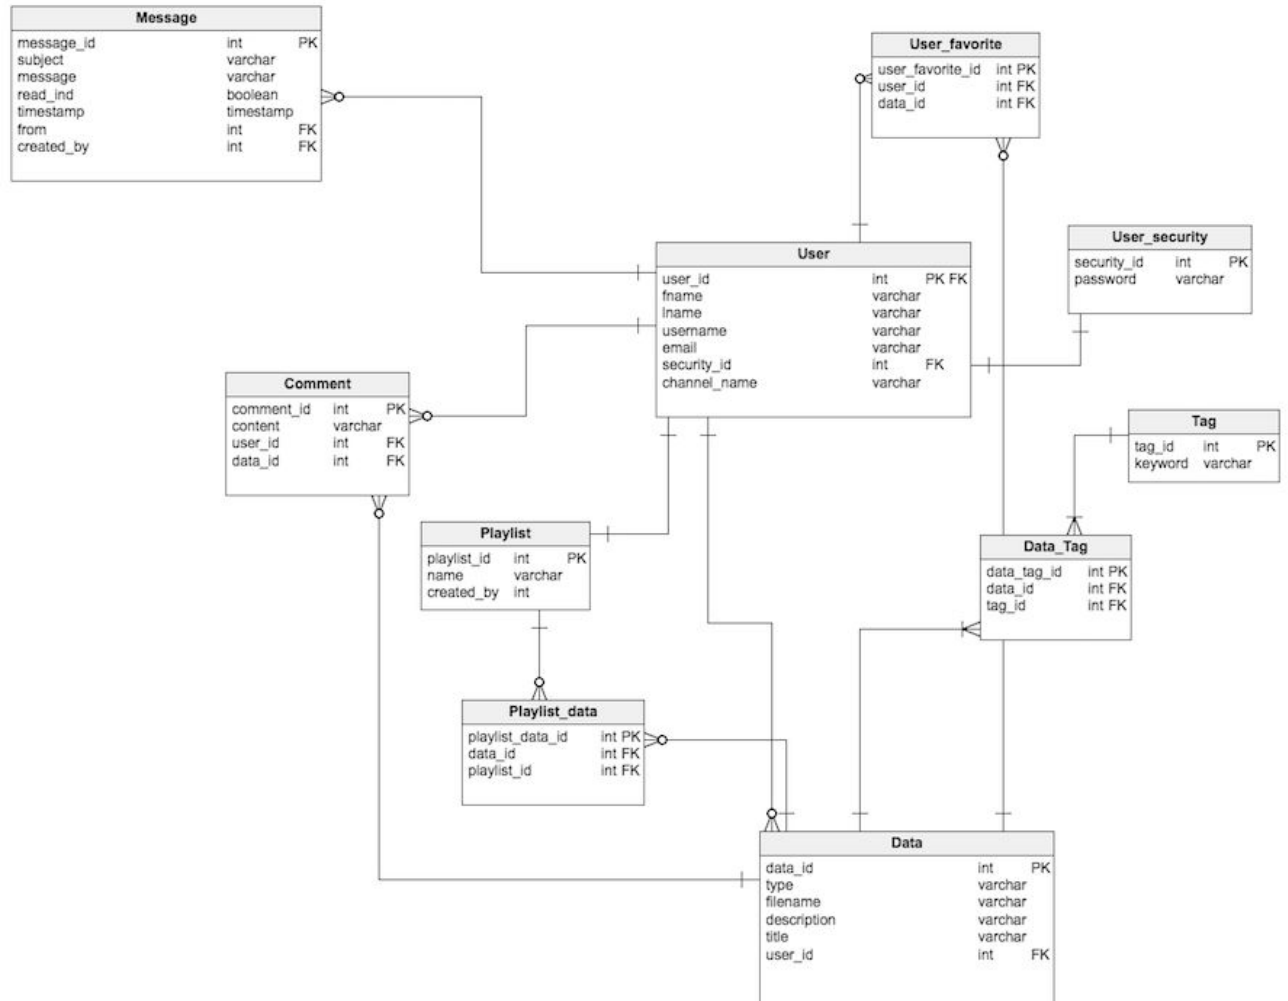 Message
message_id int PK
subject varchar
message varchar
read_ind boolean
timestamp timestamp
from int FK
created_by int FK
User_favorite
user_favorite_id int PK
user_id int FK
data_id int FK
User
user_id int PK FK
fname varchar
lname varchar
username varchar
email varchar
security_id int FK
channel_name varchar
User_security
security_id int PK
password varchar
Comment
comment_id int PK
content varchar
user_id int FK
data_id int FK
Tag
tag_id int PK
keyword varchar
Playlist
playlist_id int PK
name varchar
created_by int
Data_Tag
data_tag_id int PK
data_id int FK
tag_id int FK
Playlist_data
playlist_data_id int PK
data_id int FK
playlist_id int FK
Data
data_id int PK
type varchar
filename varchar
description varchar
title varchar
user_id int FK